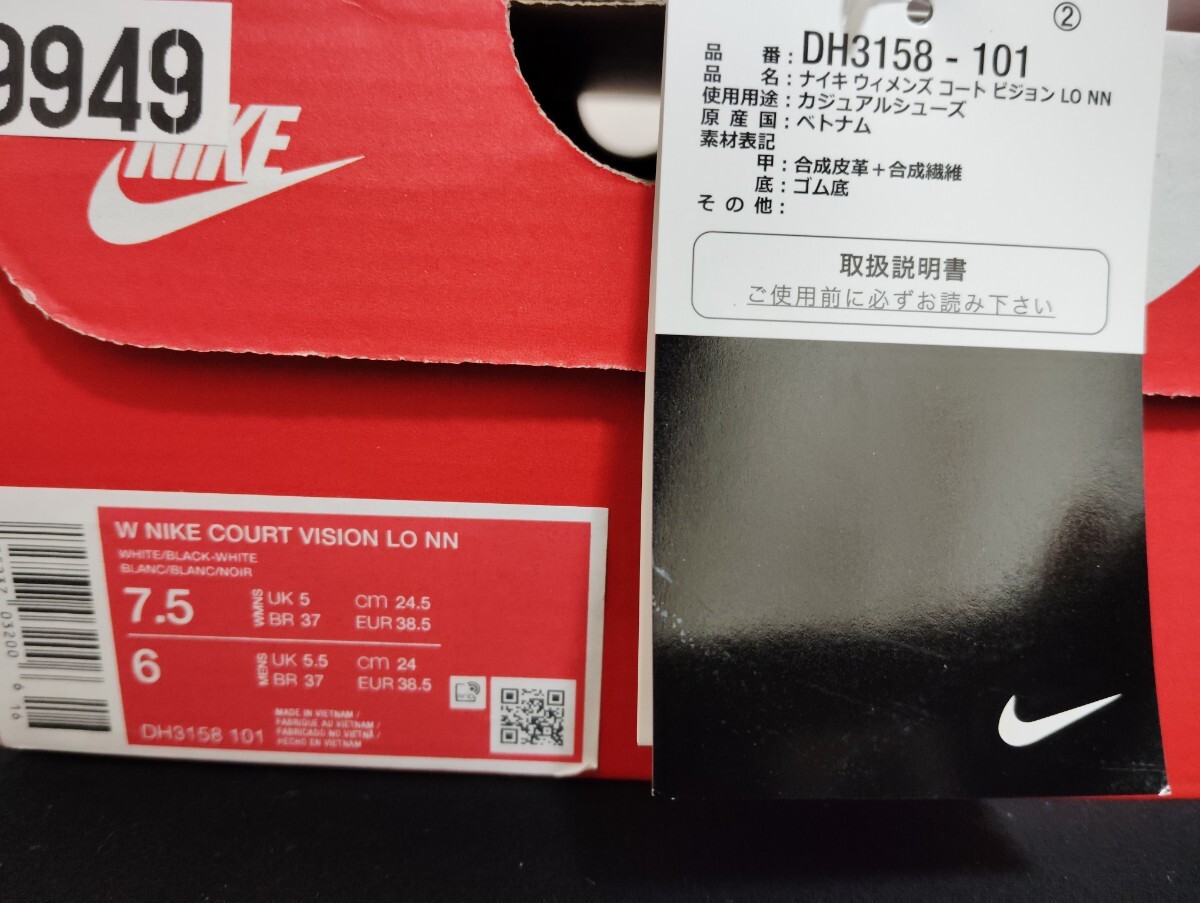 9949
NIKE
②
品番:DH3158-101
品名:ナイキ ウィメンズ コート ビジョン LO NN
使用用途:カジュアルシューズ
原産国:ベトナム
素材表記
甲:合成皮革+合成繊維
底:ゴム底
その他:
取扱説明書
ご使用前に必ずお読み下さい
W NIKE COURT VISION LO NN
WHITE/BLACK-WHITE
BLANC/BLANC/NOIR
7.5 WMNS UK 5 cm 24.5
BR 37 EUR 38.5
6 MENS UK 5.5 cm 24
BR 37 EUR 38.5
MADE IN VIETNAM /
FABRIQUE AU VIETNAM /
FABRICADO NO VIETNÃ /
HECHO EN VIETNAM
DH3158 101
03200